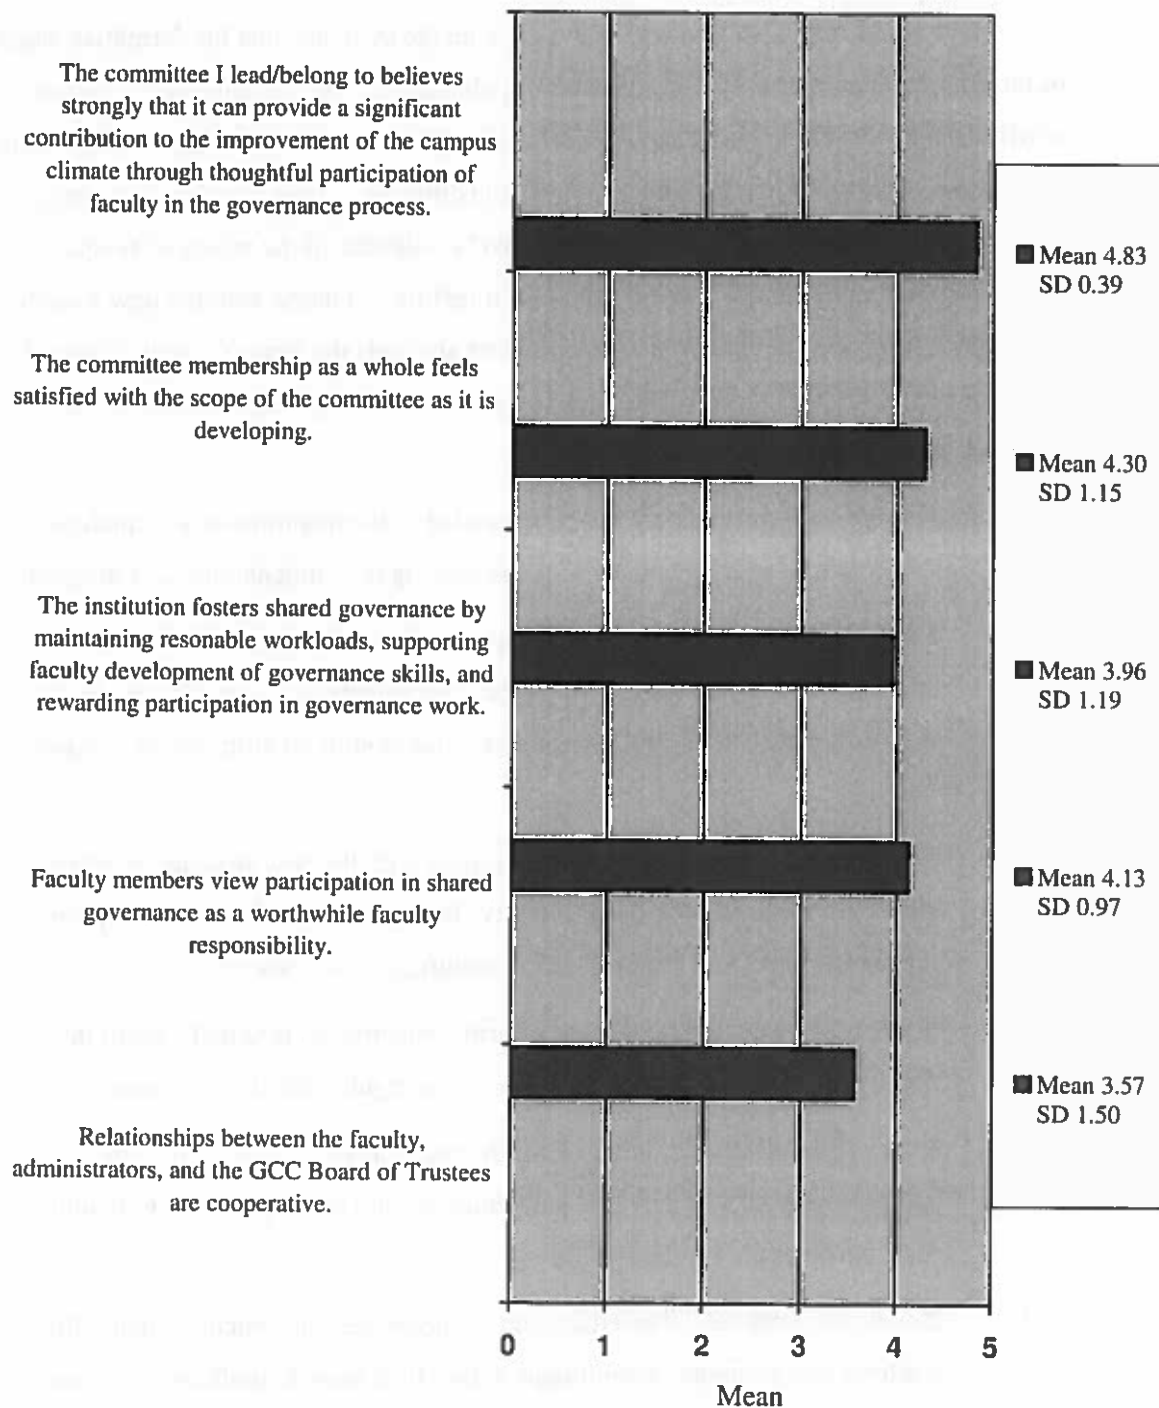 The committee I lead/belong to believes
strongly that it can provide a significant
contribution to the improvement of the campus
climate through thoughtful participation of
faculty in the governance process.
Mean 4.83
SD 0.39
The committee membership as a whole feels
satisfied with the scope of the committee as it is
developing.
Mean 4.30
SD 1.15
The institution fosters shared governance by
maintaining resonable workloads, supporting
faculty development of governance skills, and
rewarding participation in governance work.
Mean 3.96
SD 1.19
Faculty members view participation in shared
governance as a worthwhile faculty
responsibility.
Mean 4.13
SD 0.97
Relationships between the faculty,
administrators, and the GCC Board of Trustees
are cooperative.
Mean 3.57
SD 1.50
0 1 2 3 4 5
Mean